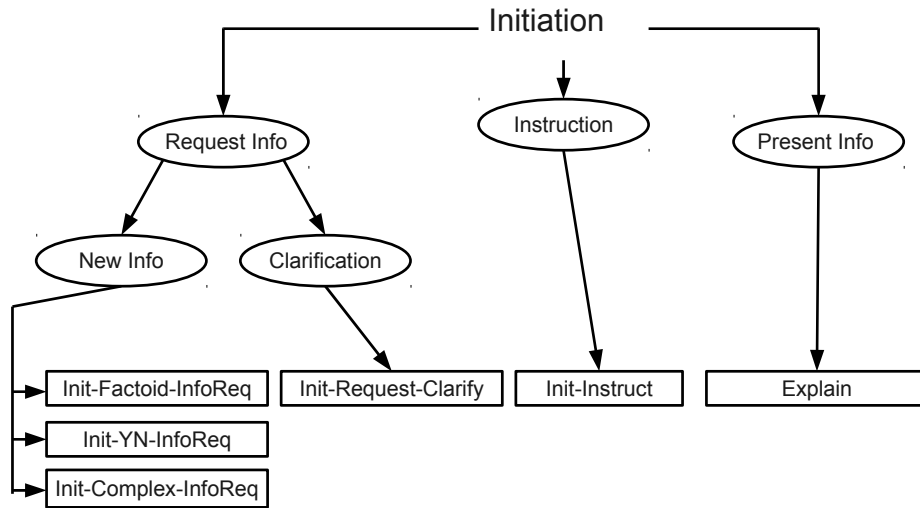 Initiation
Request Info
Instruction
Present Info
New Info
Clarification
Init-Factoid-InfoReq
Init-Request-Clarify
Init-Instruct
Explain
Init-YN-InfoReq
Init-Complex-InfoReq